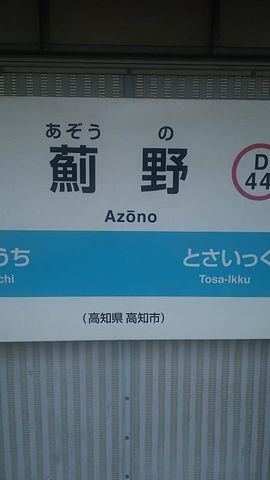 あぞう の
薊野
D
44
Azōno
うち とさいっく
chi Tosa-Ikku
(高知県 高知市)